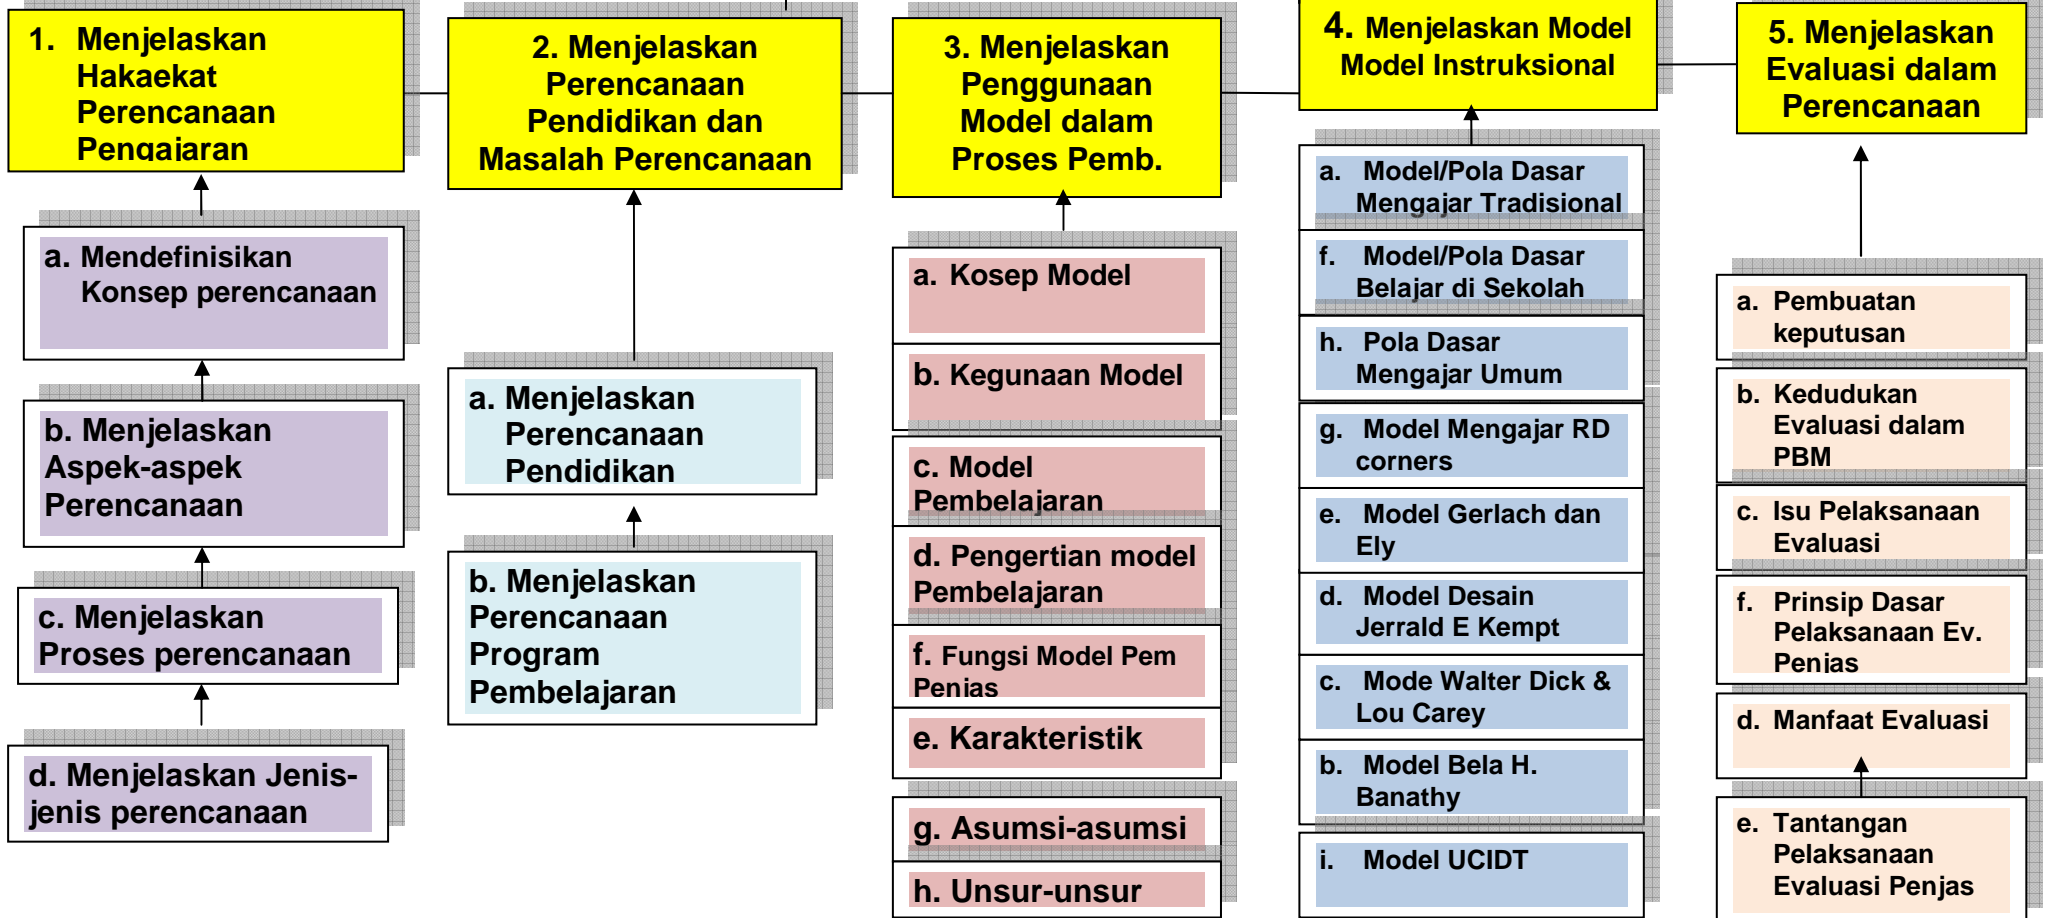 1. Menjelaskan
Hakaekat
Perencanaan
Pengajaran
a. Mendefinisikan
Konsep perencanaan
b. Menjelaskan
Aspek-aspek
Perencanaan
c. Menjelaskan
Proses perencanaan
d. Menjelaskan Jenis-
jenis perencanaan
2. Menjelaskan
Perencanaan
Pendidikan dan
Masalah Perencanaan
a. Menjelaskan
Perencanaan
Pendidikan
b. Menjelaskan
Perencanaan
Program
Pembelajaran
3. Menjelaskan
Penggunaan
Model dalam
Proses Pemb.
a. Kosep Model
b. Kegunaan Model
c. Model
Pembelajaran
d. Pengertian model
Pembelajaran
f. Fungsi Model Pem
Penjas
e. Karakteristik
g. Asumsi-asumsi
h. Unsur-unsur
4. Menjelaskan Model
Model Instruksional
a. Model/Pola Dasar
Mengajar Tradisional
f. Model/Pola Dasar
Belajar di Sekolah
h. Pola Dasar
Mengajar Umum
g. Model Mengajar RD
corners
e. Model Gerlach dan
Ely
d. Model Desain
Jerrald E Kempt
c. Mode Walter Dick &
Lou Carey
b. Model Bela H.
Banathy
i. Model UCIDT
5. Menjelaskan
Evaluasi dalam
Perencanaan
a. Pembuatan
keputusan
b. Kedudukan
Evaluasi dalam
PBM
c. Isu Pelaksanaan
Evaluasi
f. Prinsip Dasar
Pelaksanaan Ev.
Penjas
d. Manfaat Evaluasi
e. Tantangan
Pelaksanaan
Evaluasi Penjas